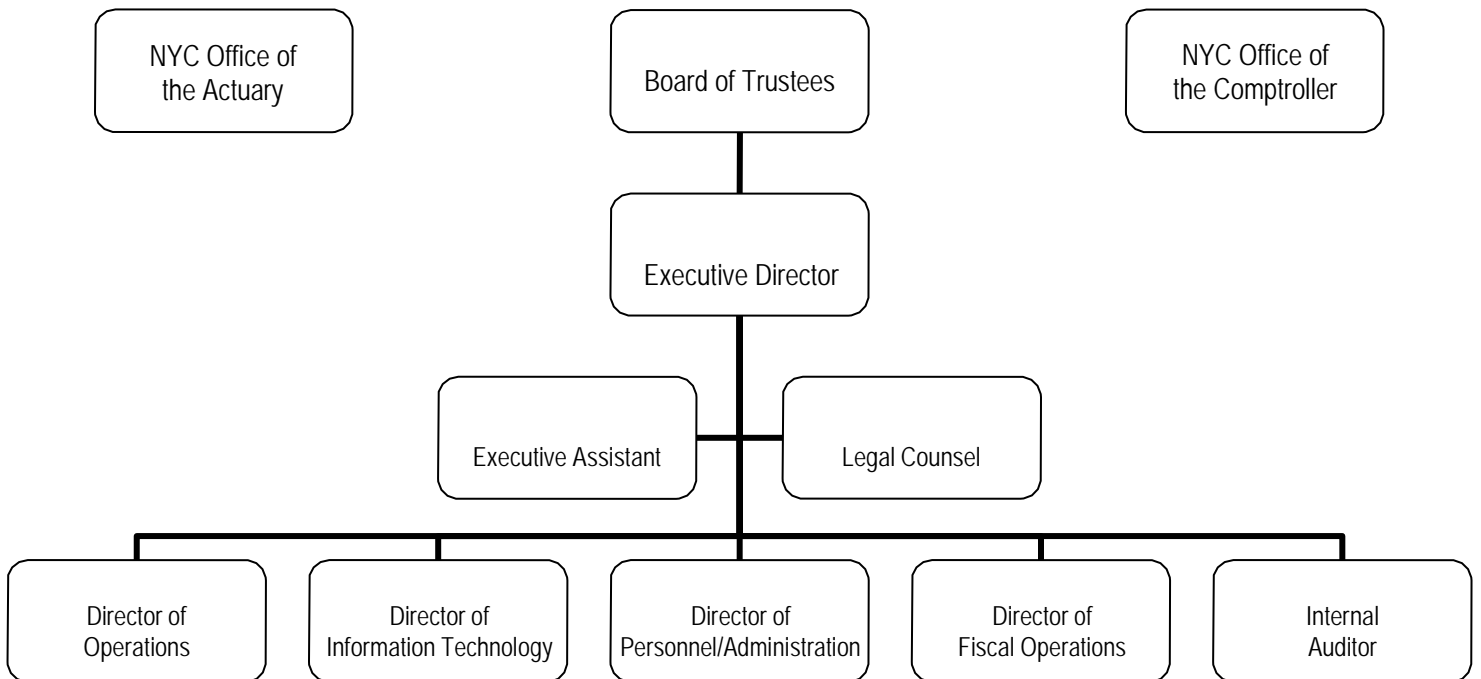 NYC Office of
the Actuary
Board of Trustees
NYC Office of
the Comptroller
Executive Director
Executive Assistant
Legal Counsel
Director of
Operations
Director of
Information Technology
Director of
Personnel/Administration
Director of
Fiscal Operations
Internal
Auditor